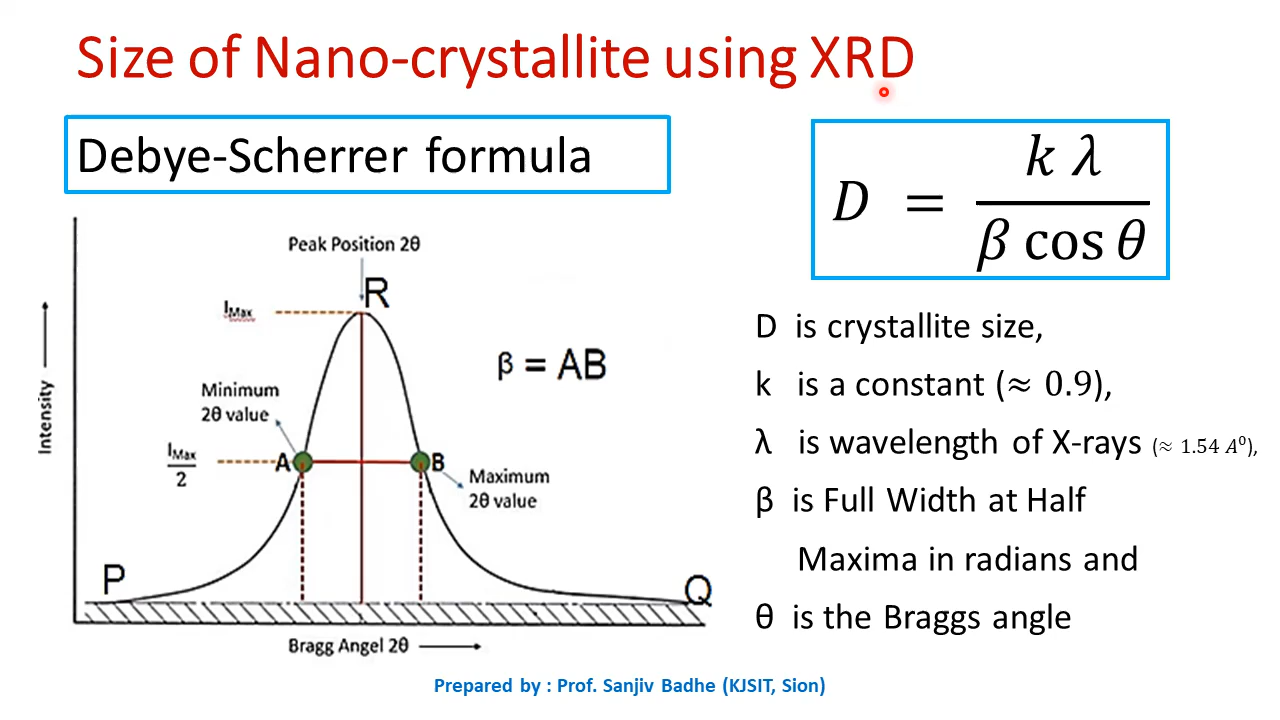 Size of Nano-crystallite using XRD
Debye-Scherrer formula
D = k λ / β cos θ
Peak Position 2θ
R
IMax
β = AB
Minimum
2θ value
Intensity
IMax
2
A
B
Maximum
2θ value
P
Q
Bragg Angel 2θ
D is crystallite size,
k is a constant (≈ 0.9),
λ is wavelength of X-rays (≈ 1.54 A⁰),
β is Full Width at Half
Maxima in radians and
θ is the Braggs angle
Prepared by : Prof. Sanjiv Badhe (KJSIT, Sion)